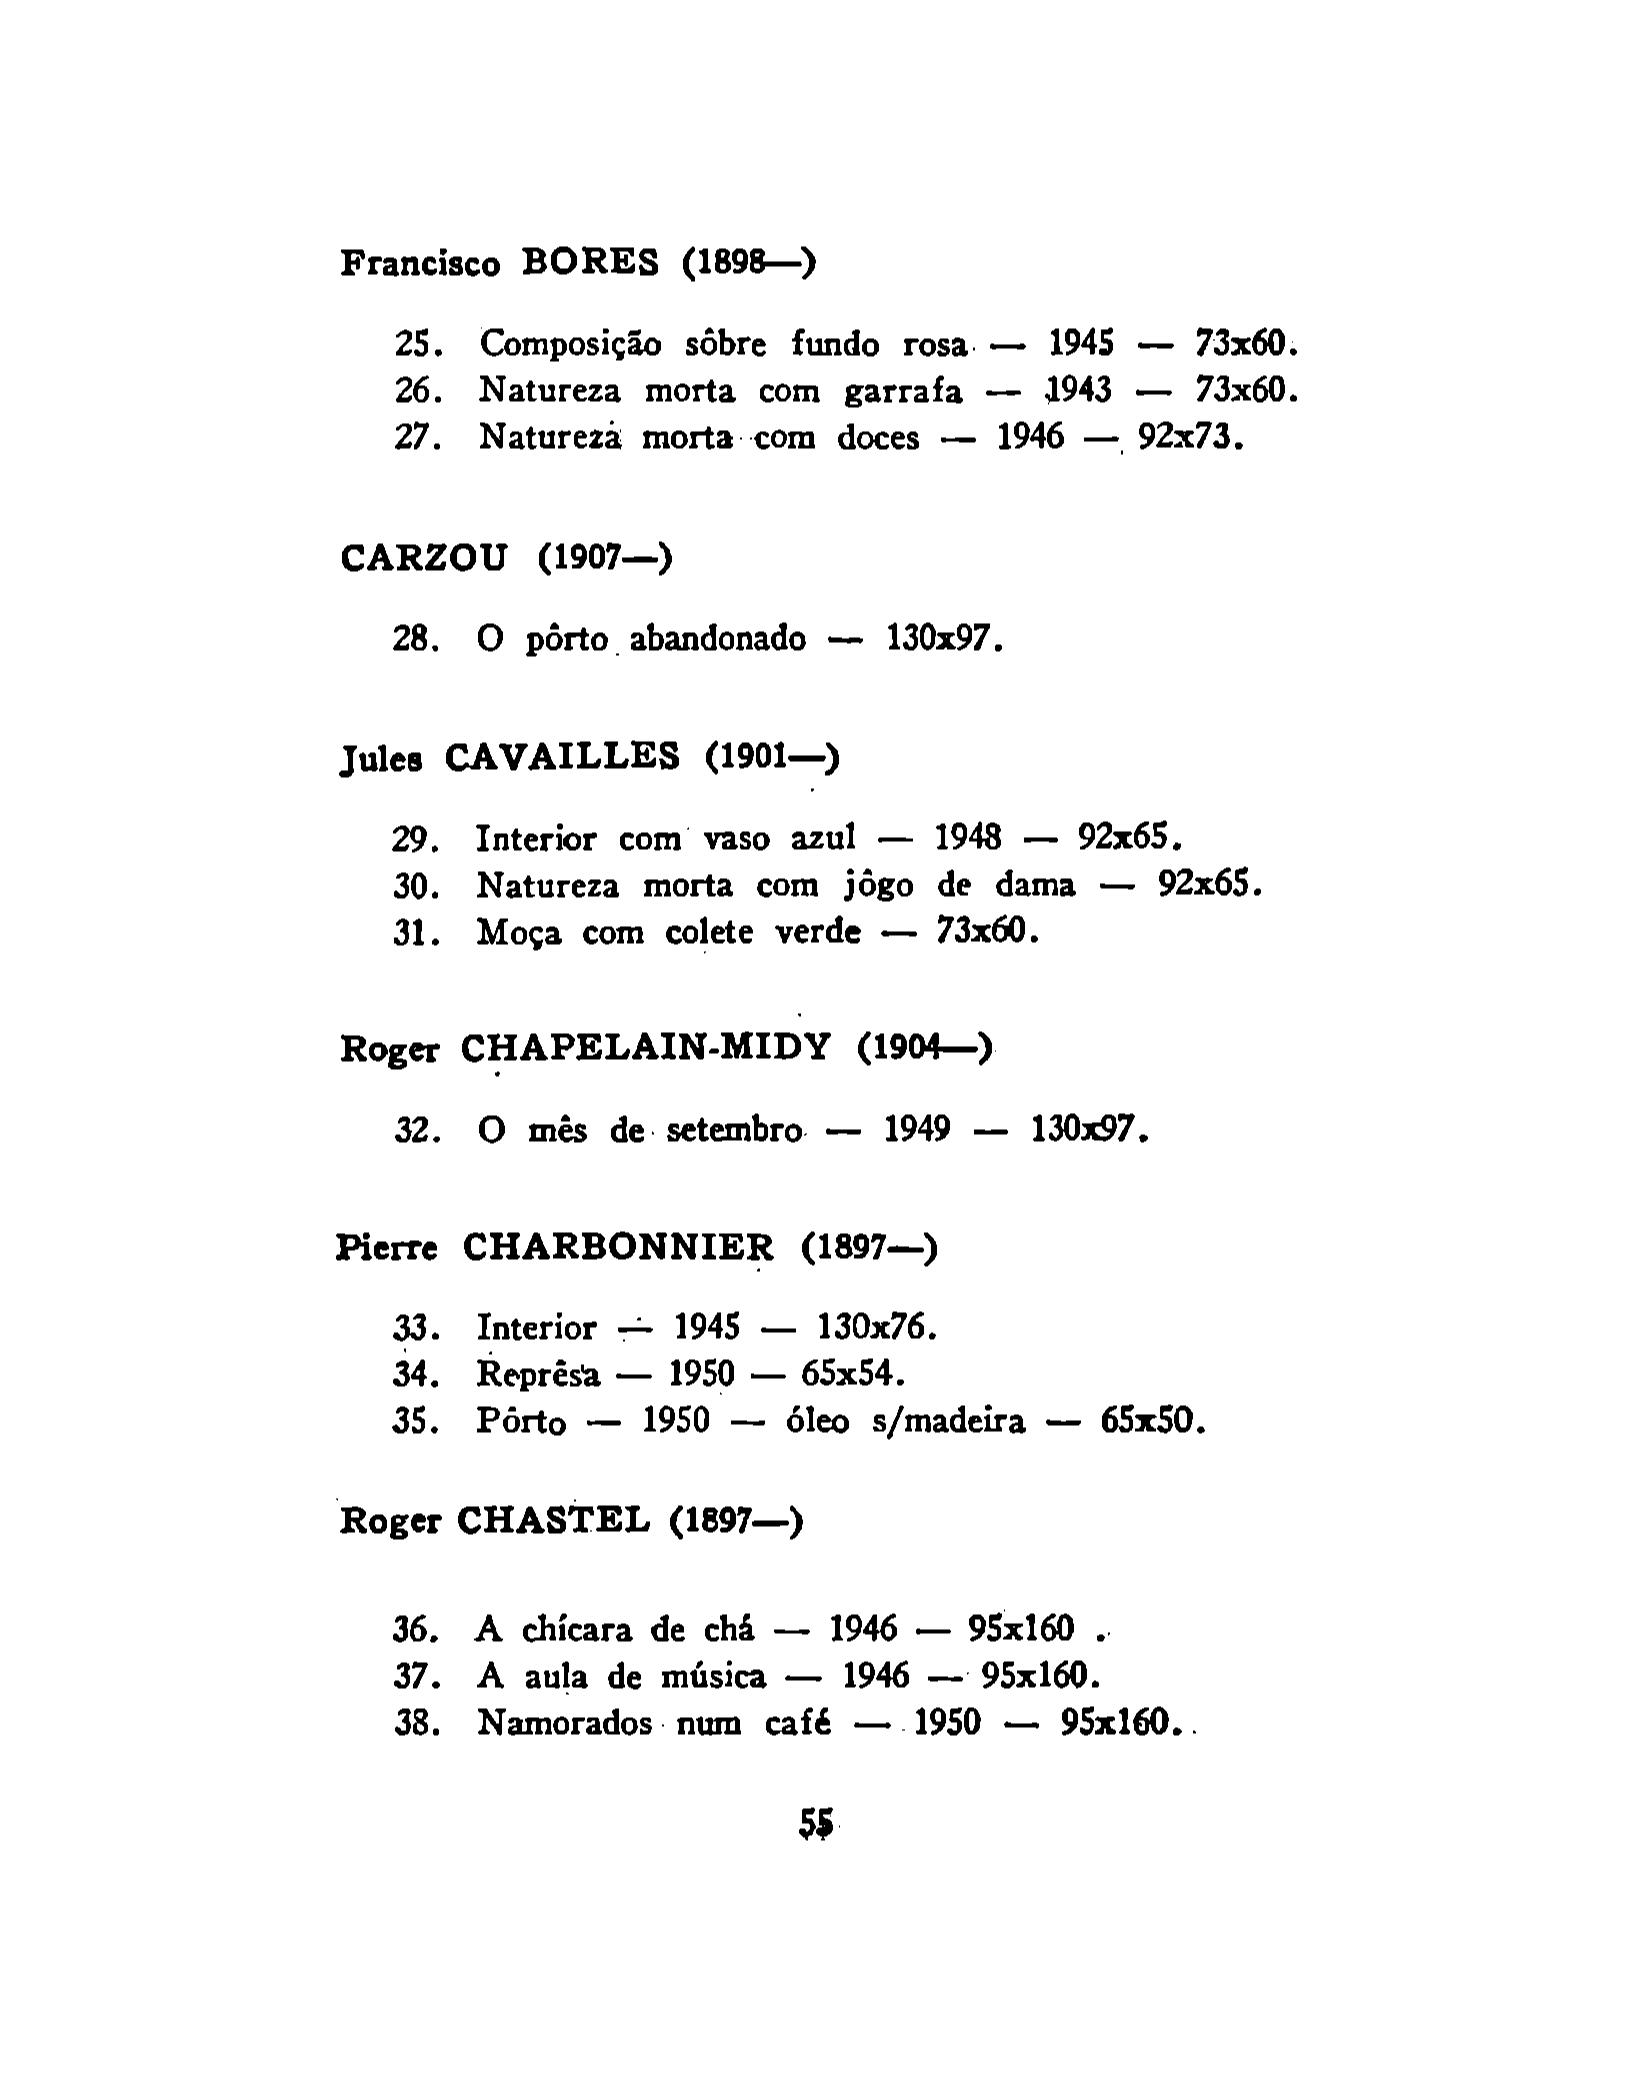 Francisco BORES (1898—)
25. Composição sôbre fundo rosa — 1945 — 73x60.
26. Natureza morta com garrafa — 1943 — 73x60.
27. Natureza morta com doces — 1946 — 92x73.
CARZOU (1907—)
28. O pôrto abandonado — 130x97.
Jules CAVAILLES (1901—)
29. Interior com vaso azul — 1948 — 92x65.
30. Natureza morta com jôgo de dama — 92x65.
31. Moça com colete verde — 73x60.
Roger CHAPELAIN-MIDY (1904—)
32. O mês de setembro — 1949 — 130x97.
Pierre CHARBONNIER (1897—)
33. Interior — 1945 — 130x76.
34. Reprêsa — 1950 — 65x54.
35. Pôrto — 1950 — óleo s/madeira — 65x50.
Roger CHASTEL (1897—)
36. A chícara de chá — 1946 — 95x160 .
37. A aula de música — 1946 — 95x160.
38. Namorados num café — 1950 — 95x160.
55